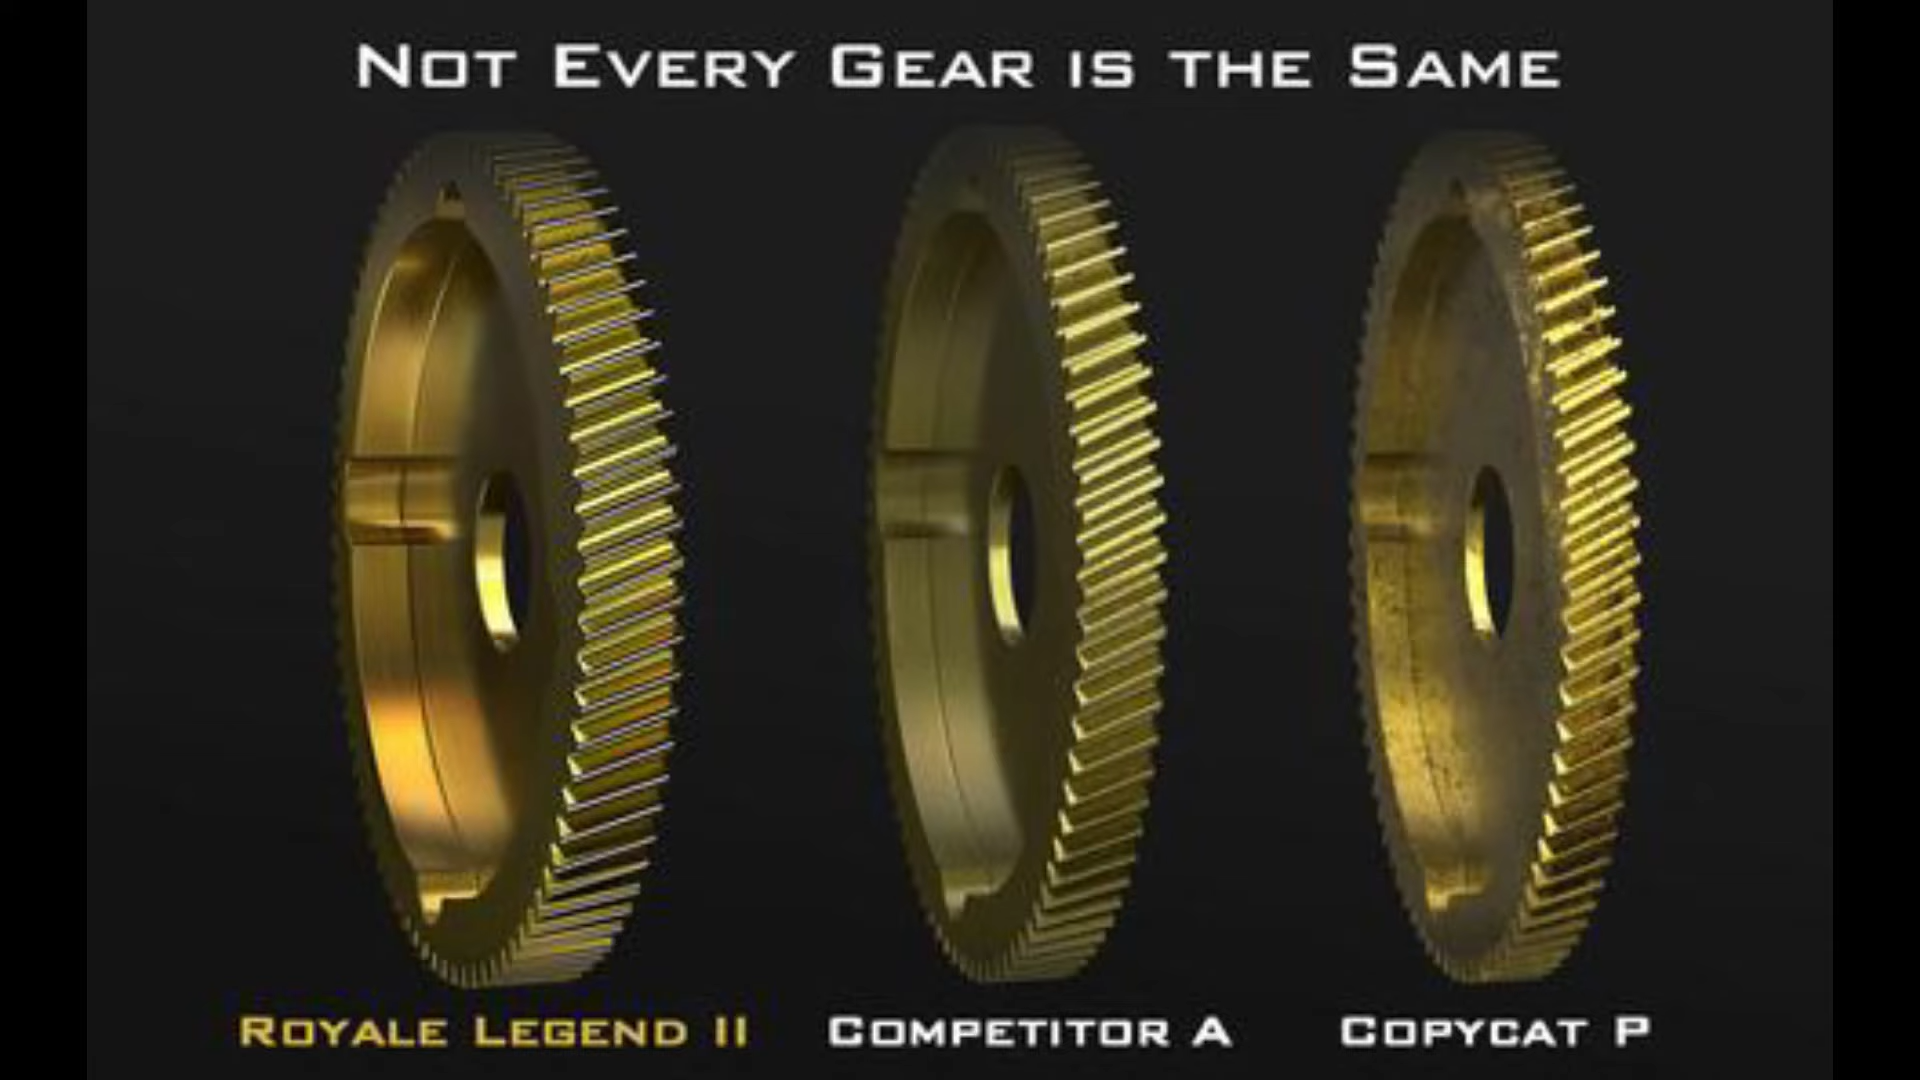 Not Every Gear is the Same
Royale Legend II
Competitor A
Copycat P